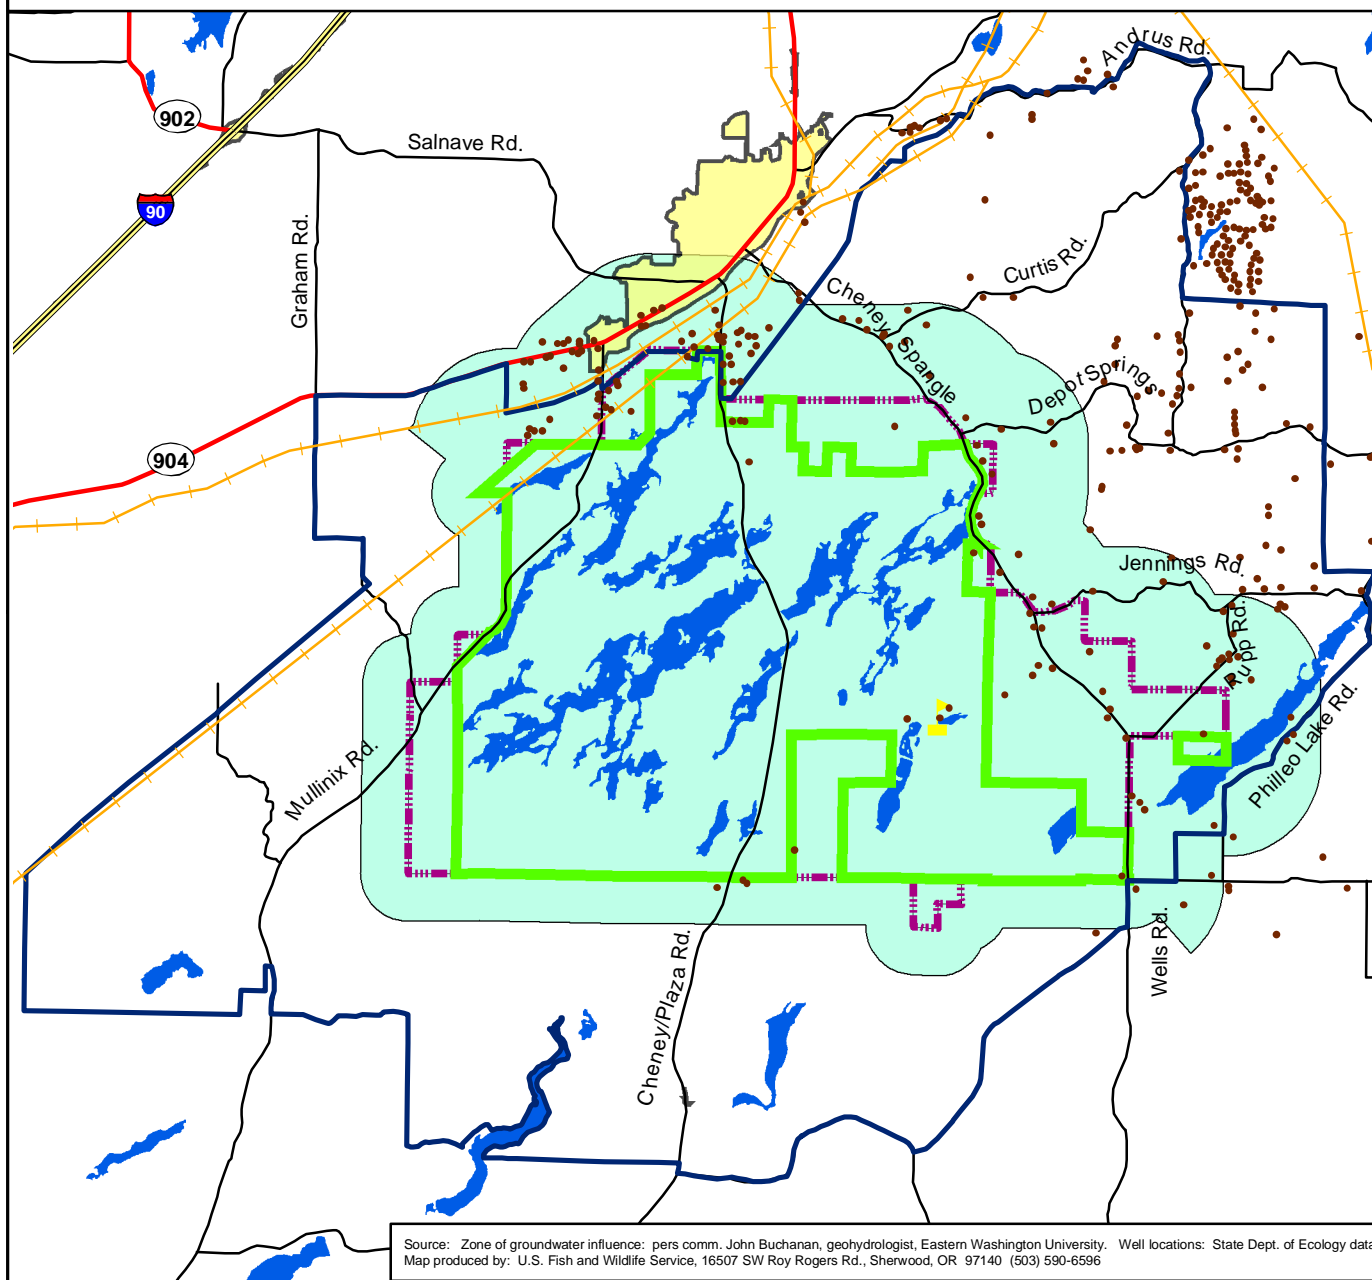 Andrus Rd.
902
Salnave Rd.
90
Graham Rd.
Curtis Rd.
Cheney Spangle
Depot Springs
904
Jennings Rd.
Rupp Rd.
Philleo Lake Rd.
Mullinix Rd.
Cheney/Plaza Rd.
Wells Rd.
Source: Zone of groundwater influence: pers comm. John Buchanan, geohydrologist, Eastern Washington University. Well locations: State Dept. of Ecology data
Map produced by: U.S. Fish and Wildlife Service, 16507 SW Roy Rogers Rd., Sherwood, OR 97140 (503) 590-6596